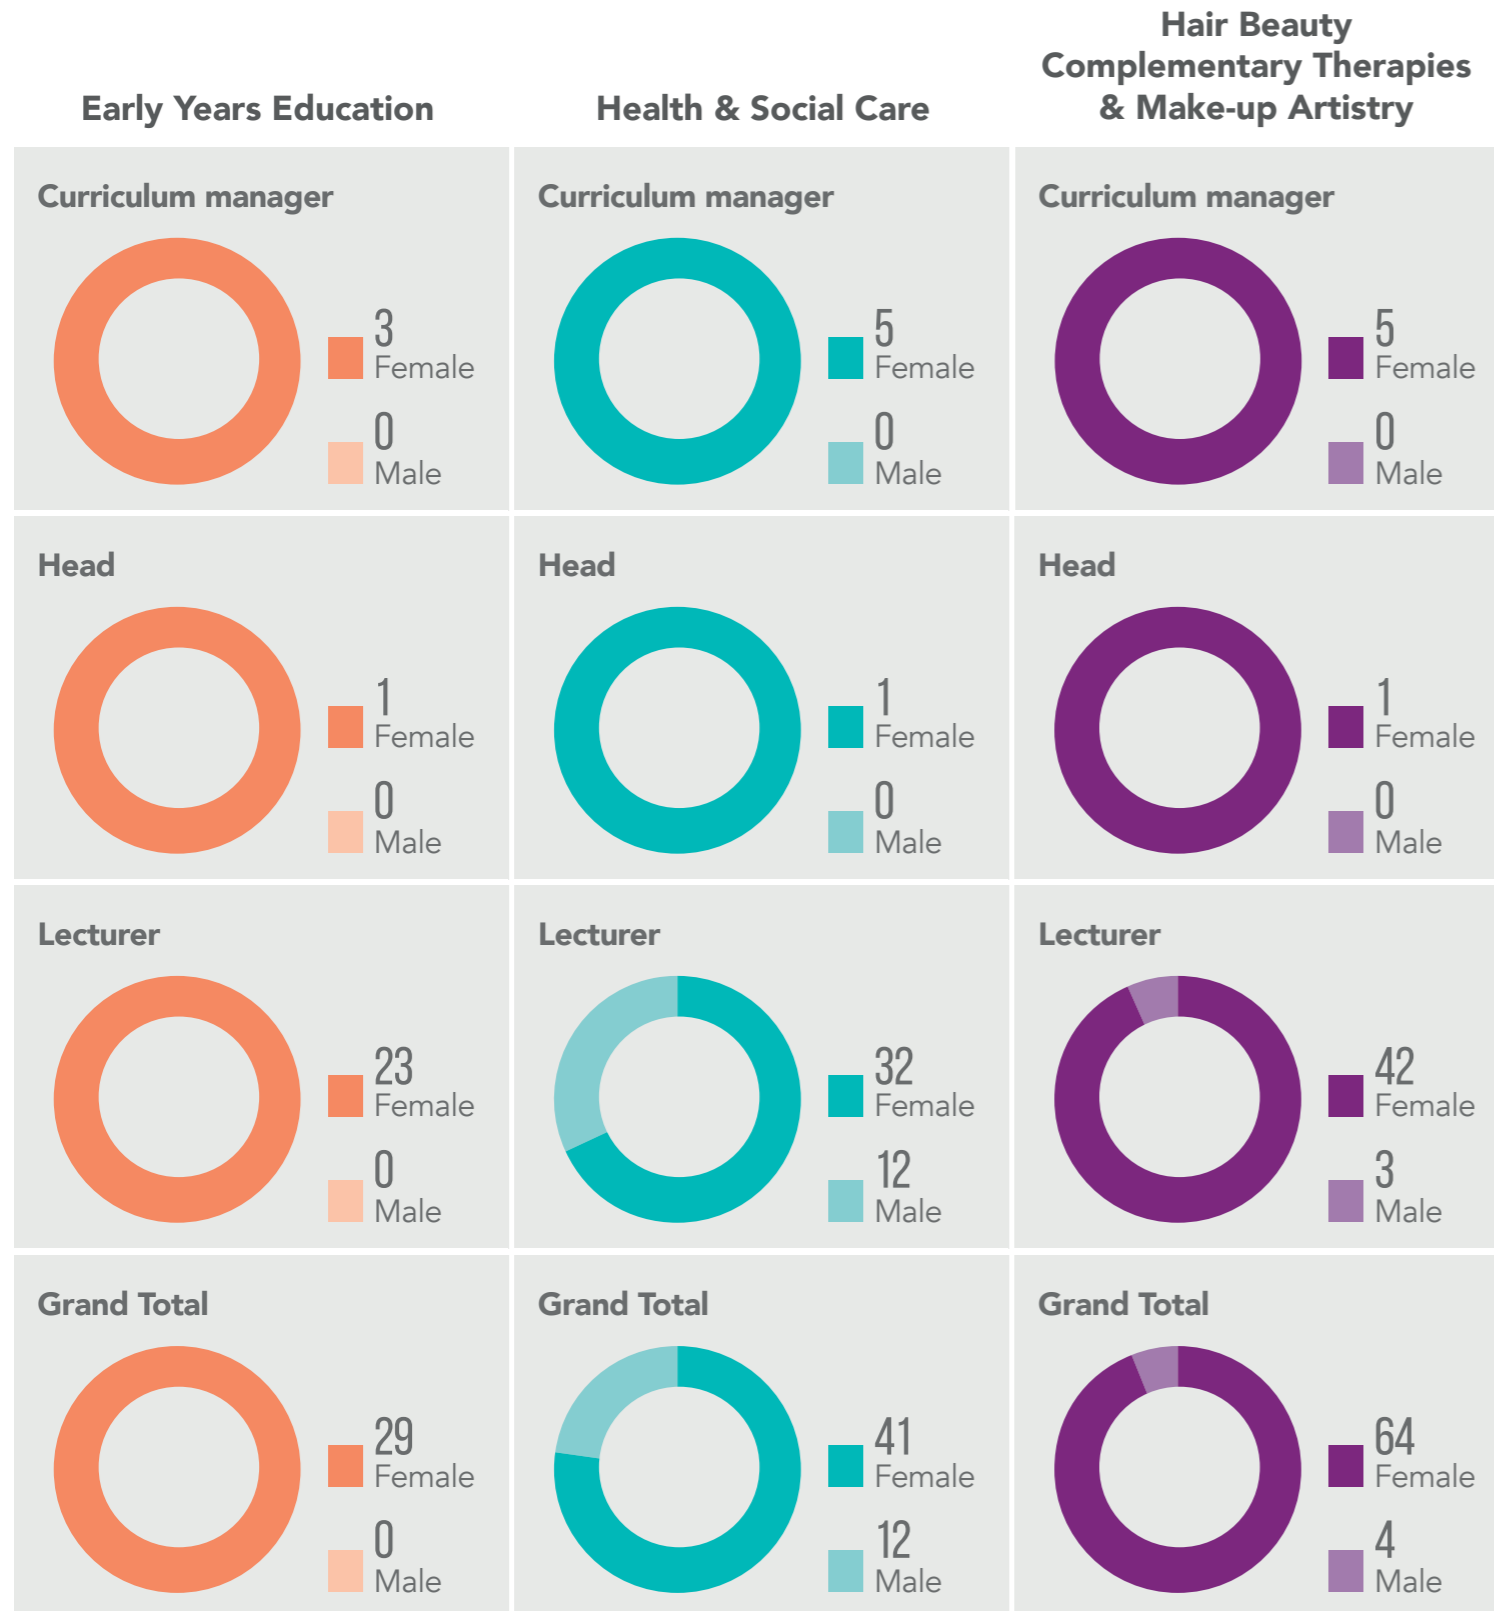 Early Years Education
Health & Social Care
Hair Beauty
Complementary Therapies
& Make-up Artistry
Curriculum manager
3
Female
0
Male
Curriculum manager
5
Female
0
Male
Curriculum manager
5
Female
0
Male
Head
1
Female
0
Male
Head
1
Female
0
Male
Head
1
Female
0
Male
Lecturer
23
Female
0
Male
Lecturer
32
Female
12
Male
Lecturer
42
Female
3
Male
Grand Total
29
Female
0
Male
Grand Total
41
Female
12
Male
Grand Total
64
Female
4
Male